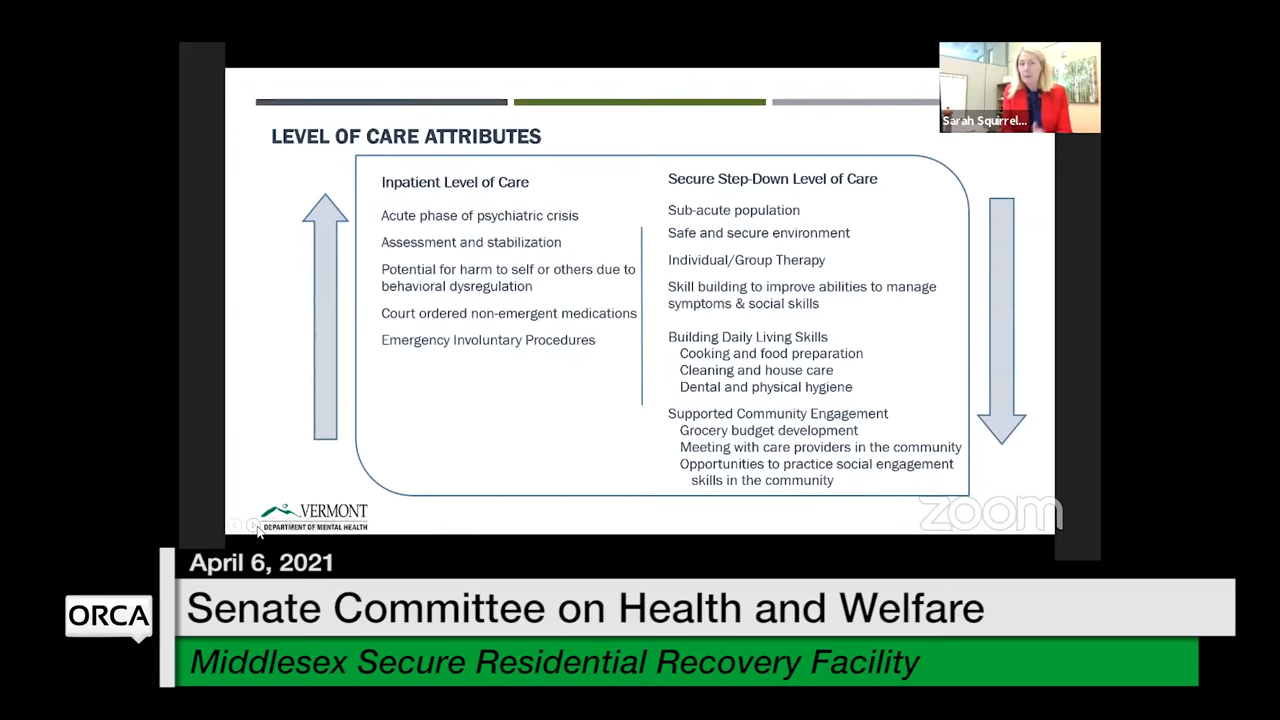 Sarah Squirrel...
LEVEL OF CARE ATTRIBUTES
Inpatient Level of Care
Acute phase of psychiatric crisis
Assessment and stabilization
Potential for harm to self or others due to
behavioral dysregulation
Court ordered non-emergent medications
Emergency Involuntary Procedures
Secure Step-Down Level of Care
Sub-acute population
Safe and secure environment
Individual/Group Therapy
Skill building to improve abilities to manage
symptoms & social skills
Building Daily Living Skills
Cooking and food preparation
Cleaning and house care
Dental and physical hygiene
Supported Community Engagement
Grocery budget development
Meeting with care providers in the community
Opportunities to practice social engagement
skills in the community
VERMONT
DEPARTMENT OF MENTAL HEALTH
zoom
April 6, 2021
ORCA
Senate Committee on Health and Welfare
Middlesex Secure Residential Recovery Facility